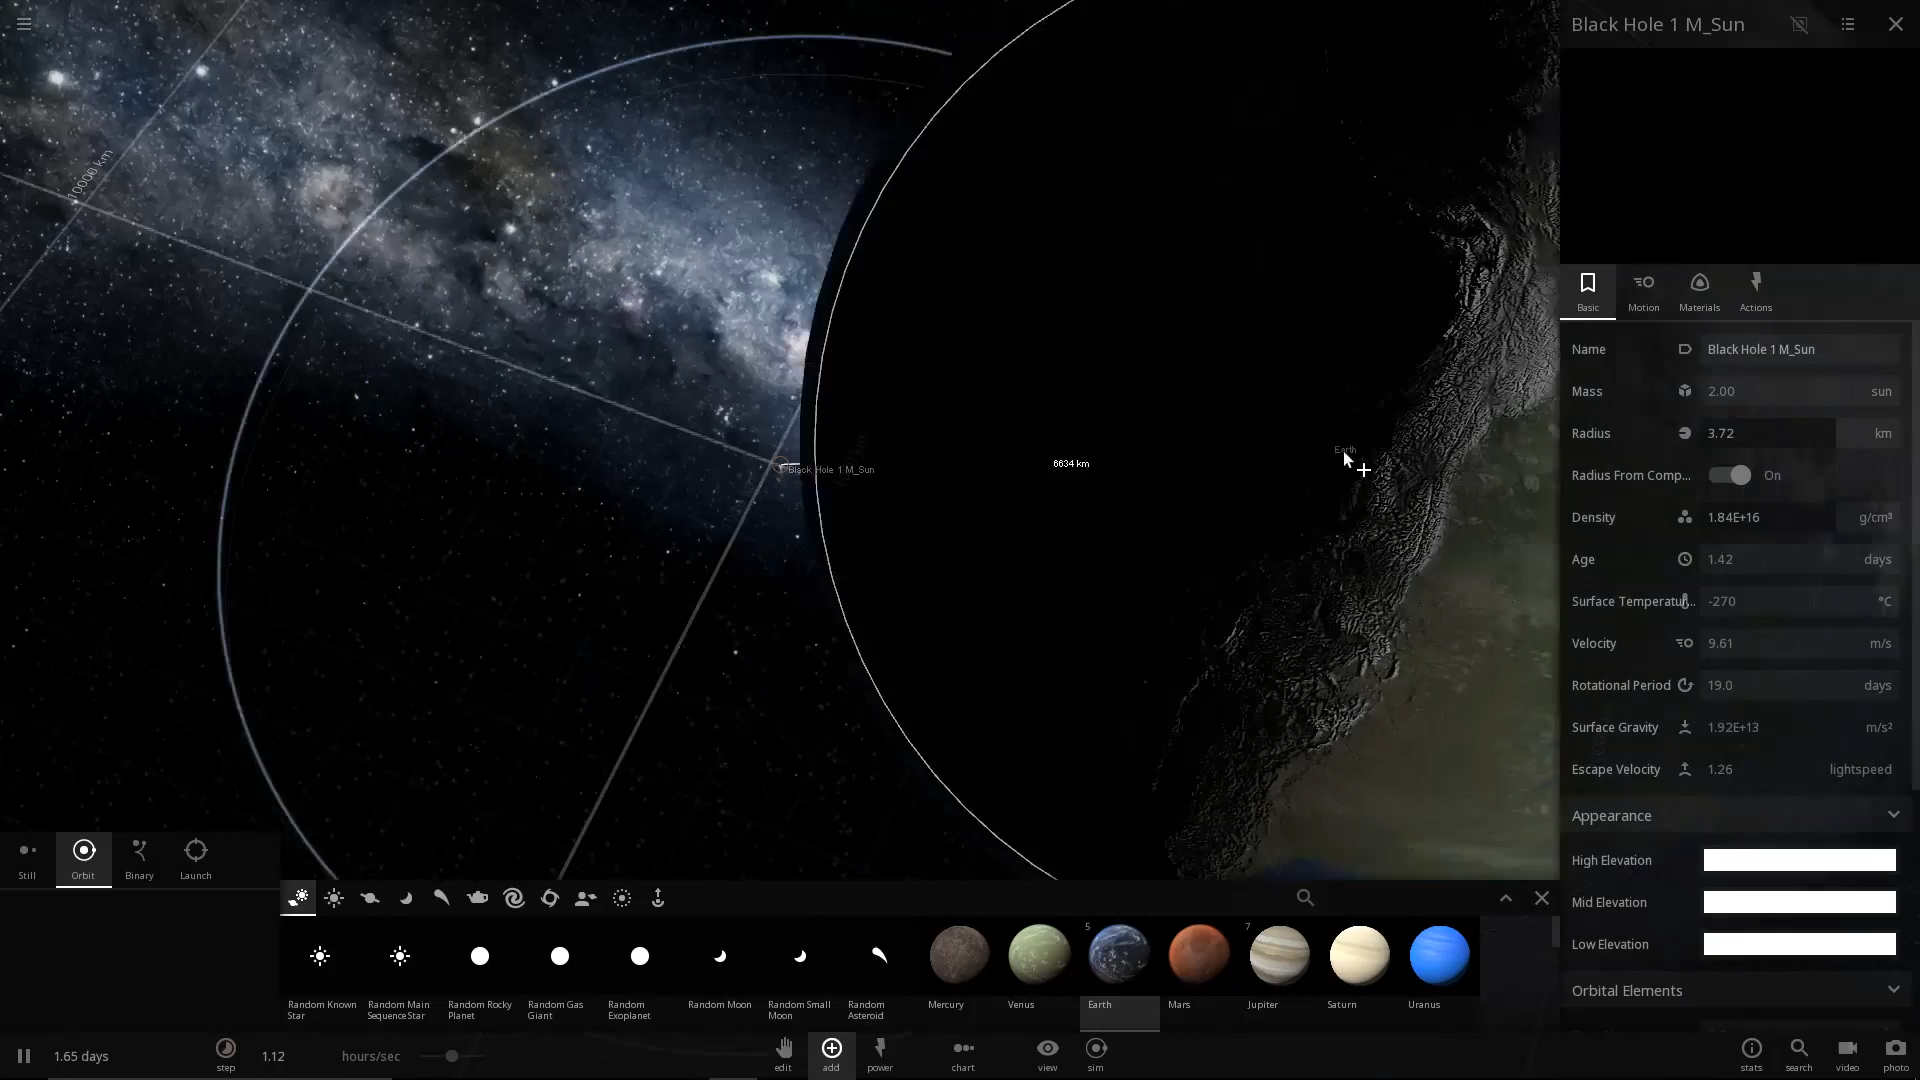 Black Hole 1 M_Sun
10000 km
Black Hole 1 M_Sun
6634 km
Earth
Basic
Motion
Materials
Actions
Name
Black Hole 1 M_Sun
Mass
2.00
sun
Radius
3.72
km
Radius From Comp...
On
Density
1.84E+16
g/cm³
Age
1.42
days
Surface Temperatur...
-270
°C
Velocity
9.61
m/s
Rotational Period
19.0
days
Surface Gravity
1.92E+13
m/s²
Escape Velocity
1.26
lightspeed
Appearance
High Elevation
Mid Elevation
Low Elevation
Orbital Elements
Still
Orbit
Binary
Launch
5
7
Random Known
Star
Random Main
Sequence Star
Random Rocky
Planet
Random Gas
Giant
Random
Exoplanet
Random Moon
Random Small
Moon
Random
Asteroid
Mercury
Venus
Earth
Mars
Jupiter
Saturn
Uranus
1.65 days
step
1.12
hours/sec
edit
add
power
chart
view
sim
stats
search
video
photo